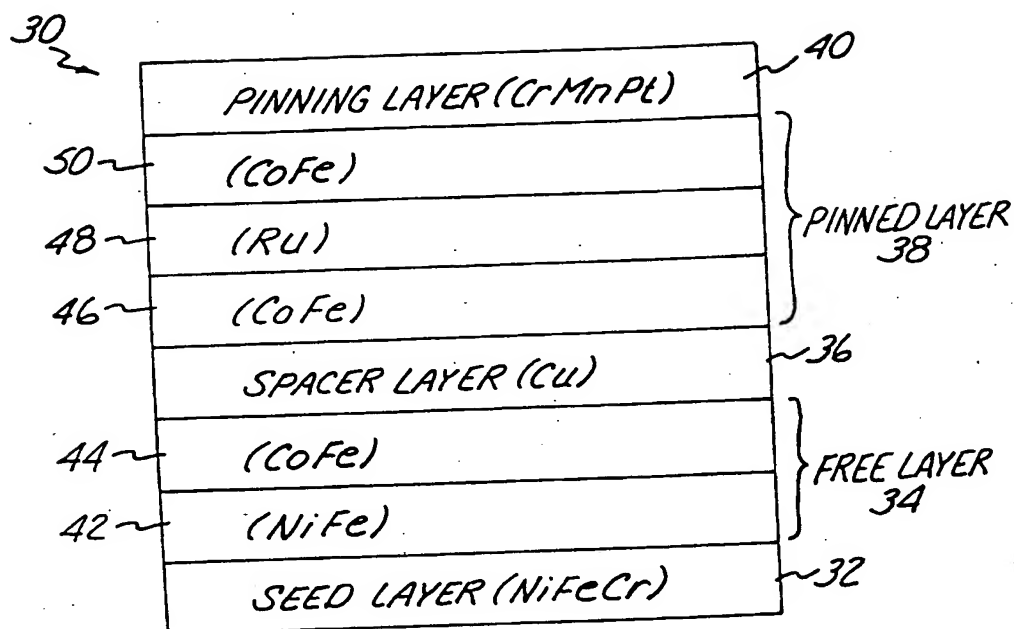 30
40
PINNING LAYER (CrMnPt)
50
(CoFe)
48
(Ru)
PINNED LAYER
38
46
(CoFe)
36
SPACER LAYER (Cu)
44
(CoFe)
FREE LAYER
34
42
(NiFe)
32
SEED LAYER (NiFeCr)